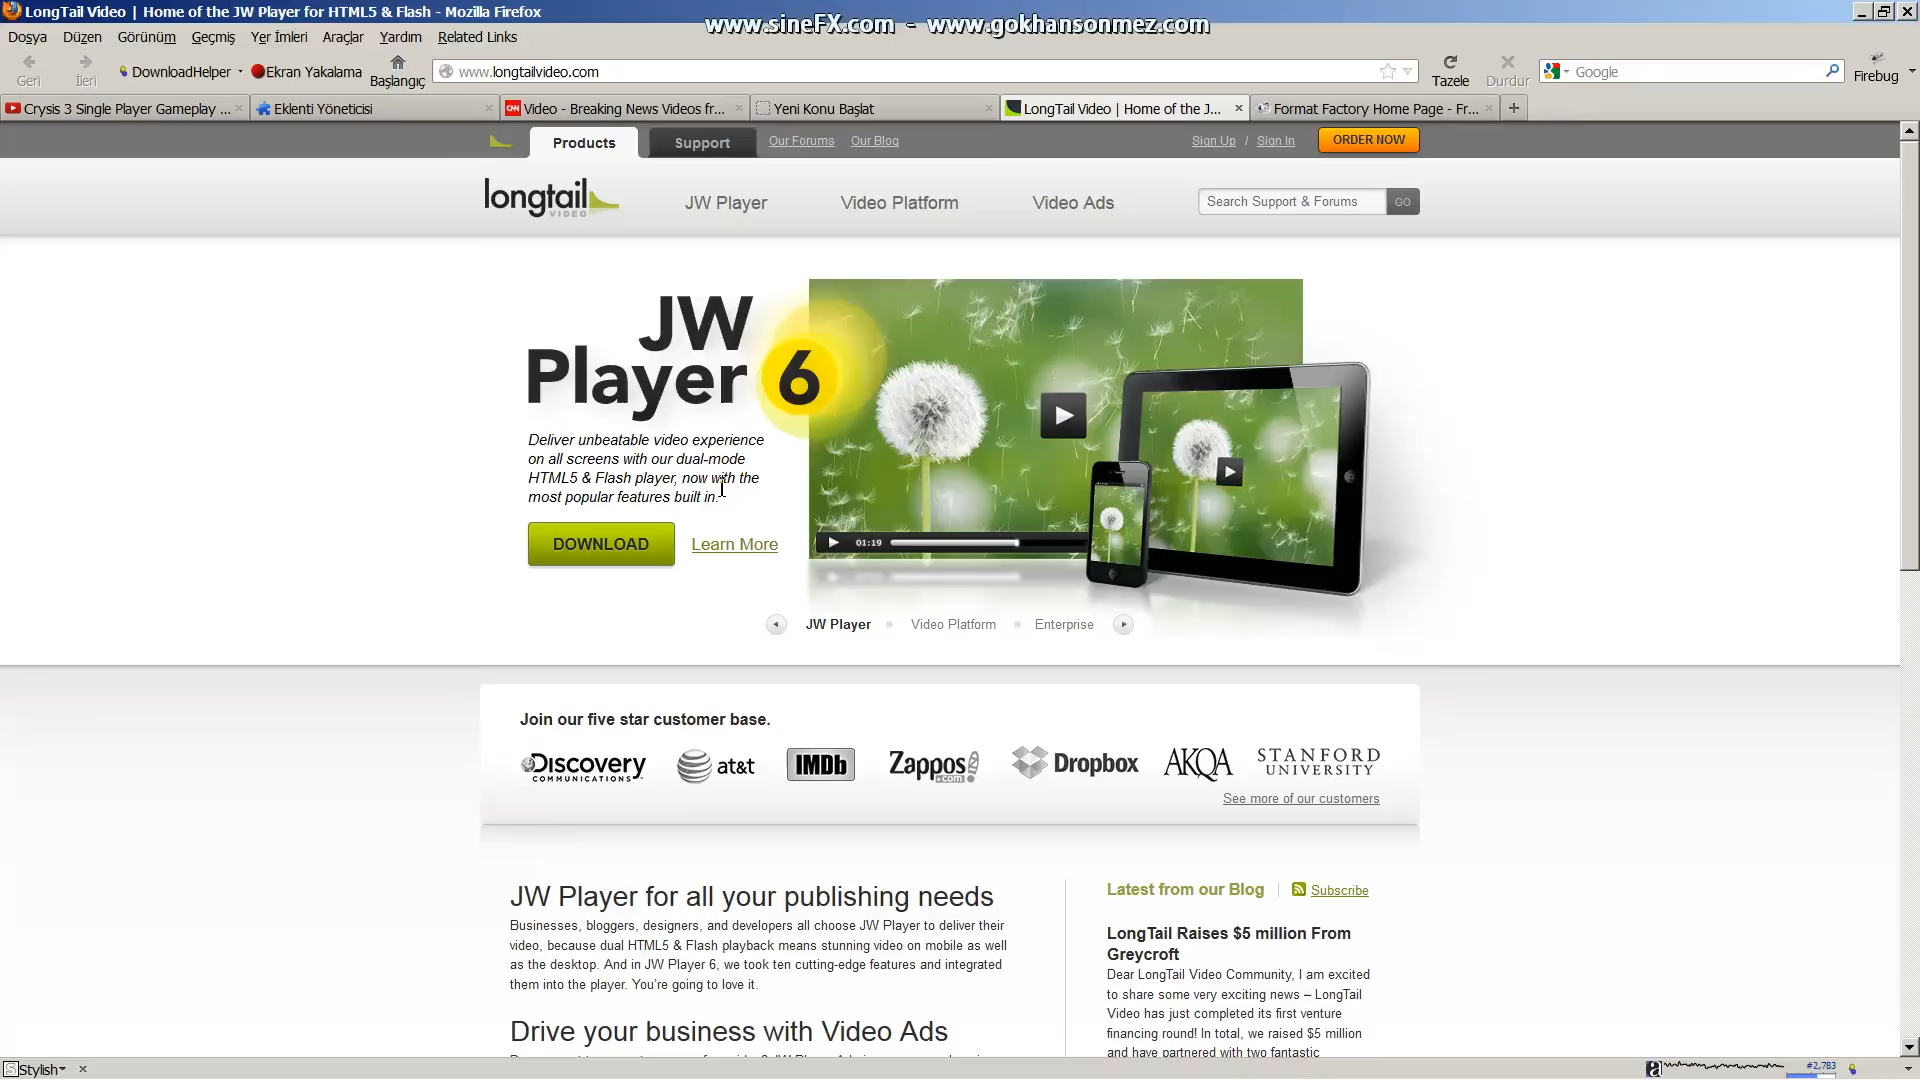 LongTail Video | Home of the JW Player for HTML5 & Flash - Mozilla Firefox
www.sineFX.com - www.gokhansonmez.com
Dosya Düzen Görünüm Geçmiş Yer İmleri Araçlar Yardım Related Links
Geri İleri DownloadHelper Ekran Yakalama Başlangıç www.longtailvideo.com Tazele Durdur Google Firebug
Crysis 3 Single Player Gameplay ... Eklenti Yöneticisi CNN Video - Breaking News Videos fr... Yeni Konu Başlat LongTail Video | Home of the J... Format Factory Home Page - Fr...
Products Support Our Forums Our Blog Sign Up / Sign In ORDER NOW
longtail VIDEO JW Player Video Platform Video Ads Search Support & Forums GO
JW
Player 6
Deliver unbeatable video experience
on all screens with our dual-mode
HTML5 & Flash player, now with the
most popular features built in.
DOWNLOAD Learn More
01:19
JW Player Video Platform Enterprise
Join our five star customer base.
Discovery COMMUNICATIONS at&t IMDb Zappos.com Dropbox AKQA STANFORD UNIVERSITY
See more of our customers
JW Player for all your publishing needs
Businesses, bloggers, designers, and developers all choose JW Player to deliver their
video, because dual HTML5 & Flash playback means stunning video on mobile as well
as the desktop. And in JW Player 6, we took ten cutting-edge features and integrated
them into the player. You're going to love it.
Drive your business with Video Ads
Latest from our Blog Subscribe
LongTail Raises $5 million From
Greycroft
Dear LongTail Video Community, I am excited
to share some very exciting news – LongTail
Video has just completed its first venture
financing round! In total, we raised $5 million
and have partnered with two fantastic
Stylish #2,783